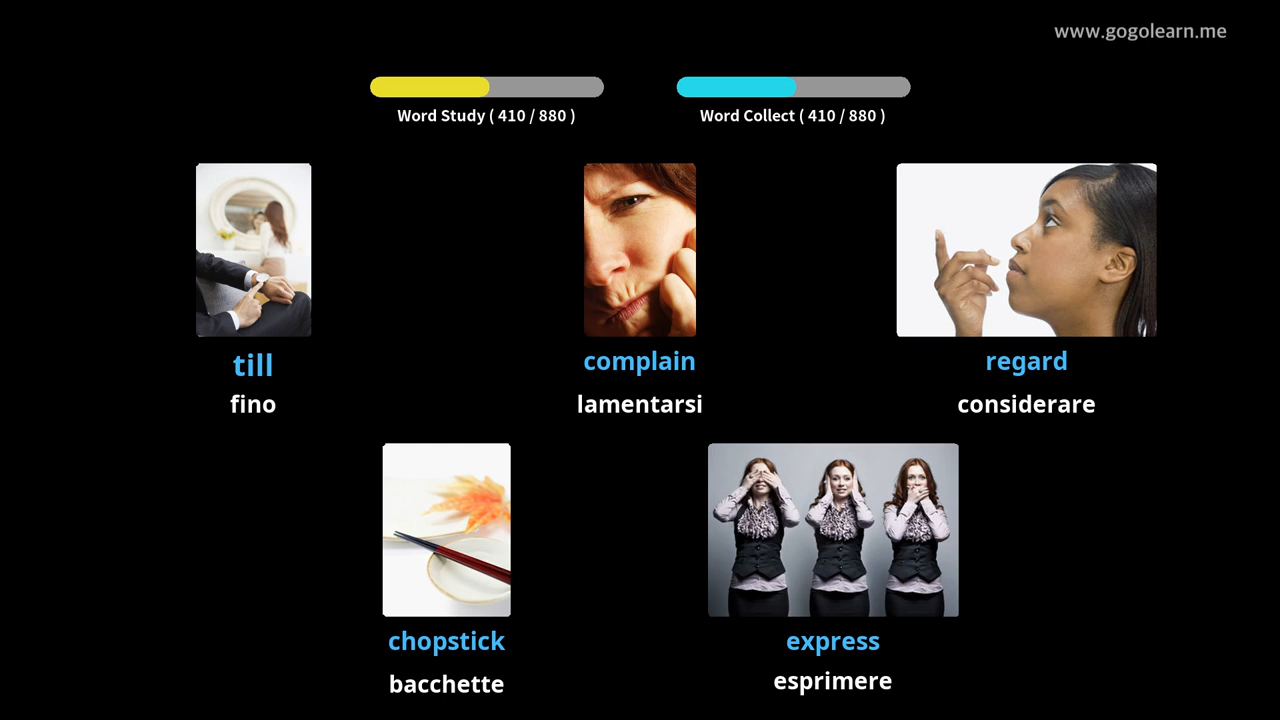 www.gogolearn.me
Word Study ( 410 / 880 )
Word Collect ( 410 / 880 )
till
fino
complain
lamentarsi
regard
considerare
chopstick
bacchette
express
esprimere